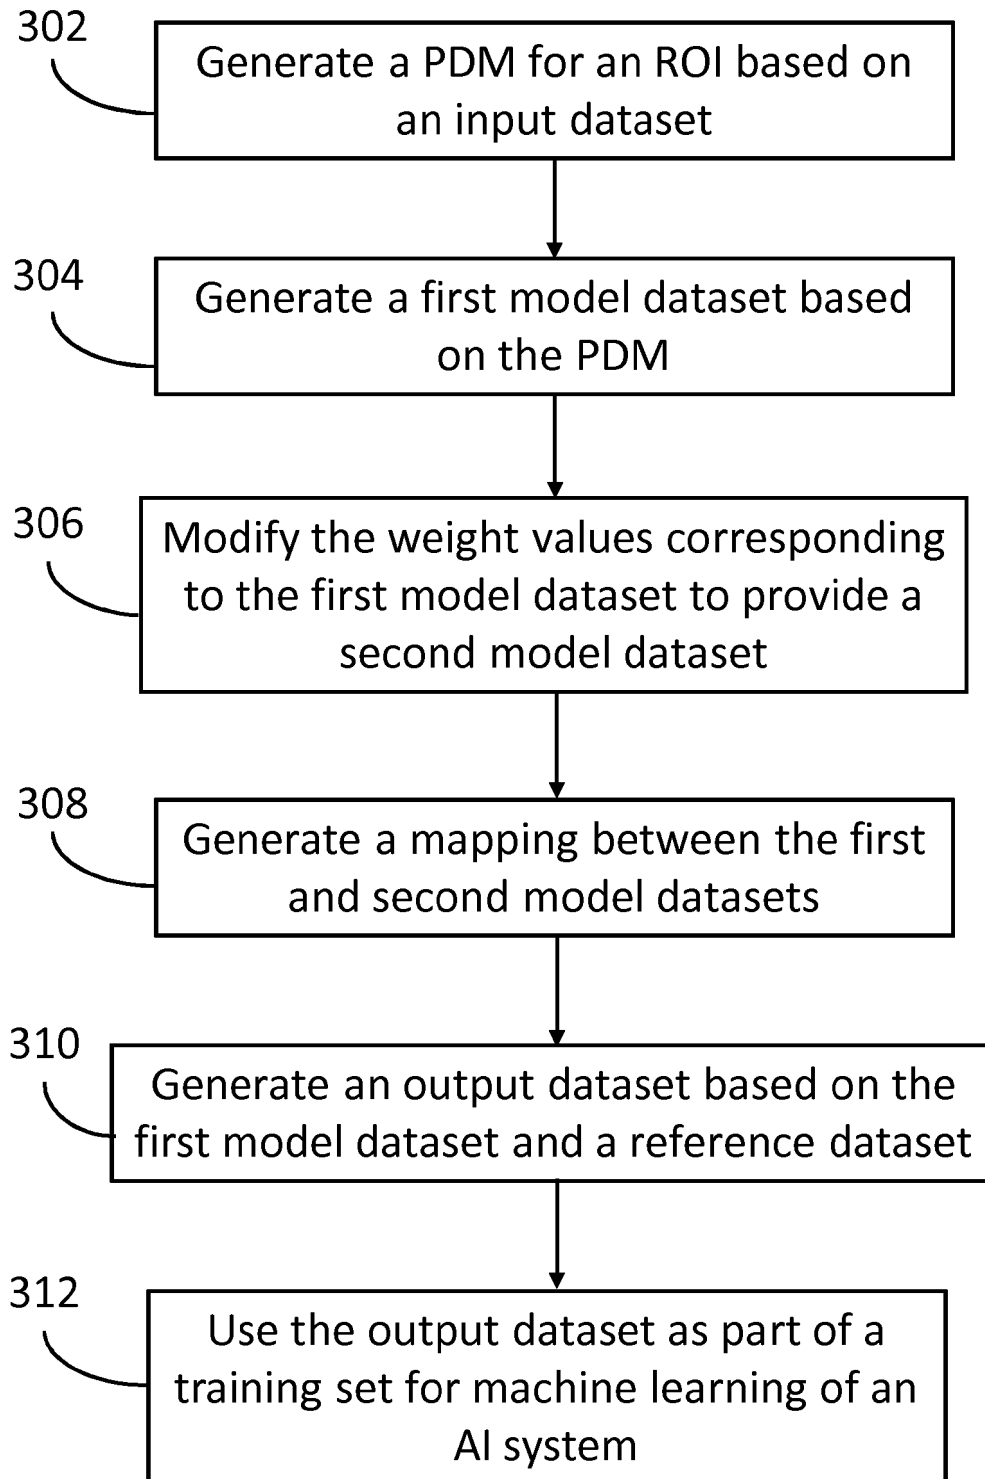 302
Generate a PDM for an ROI based on
an input dataset
304
Generate a first model dataset based
on the PDM
306
Modify the weight values corresponding
to the first model dataset to provide a
second model dataset
308
Generate a mapping between the first
and second model datasets
310
Generate an output dataset based on the
first model dataset and a reference dataset
312
Use the output dataset as part of a
training set for machine learning of an
AI system